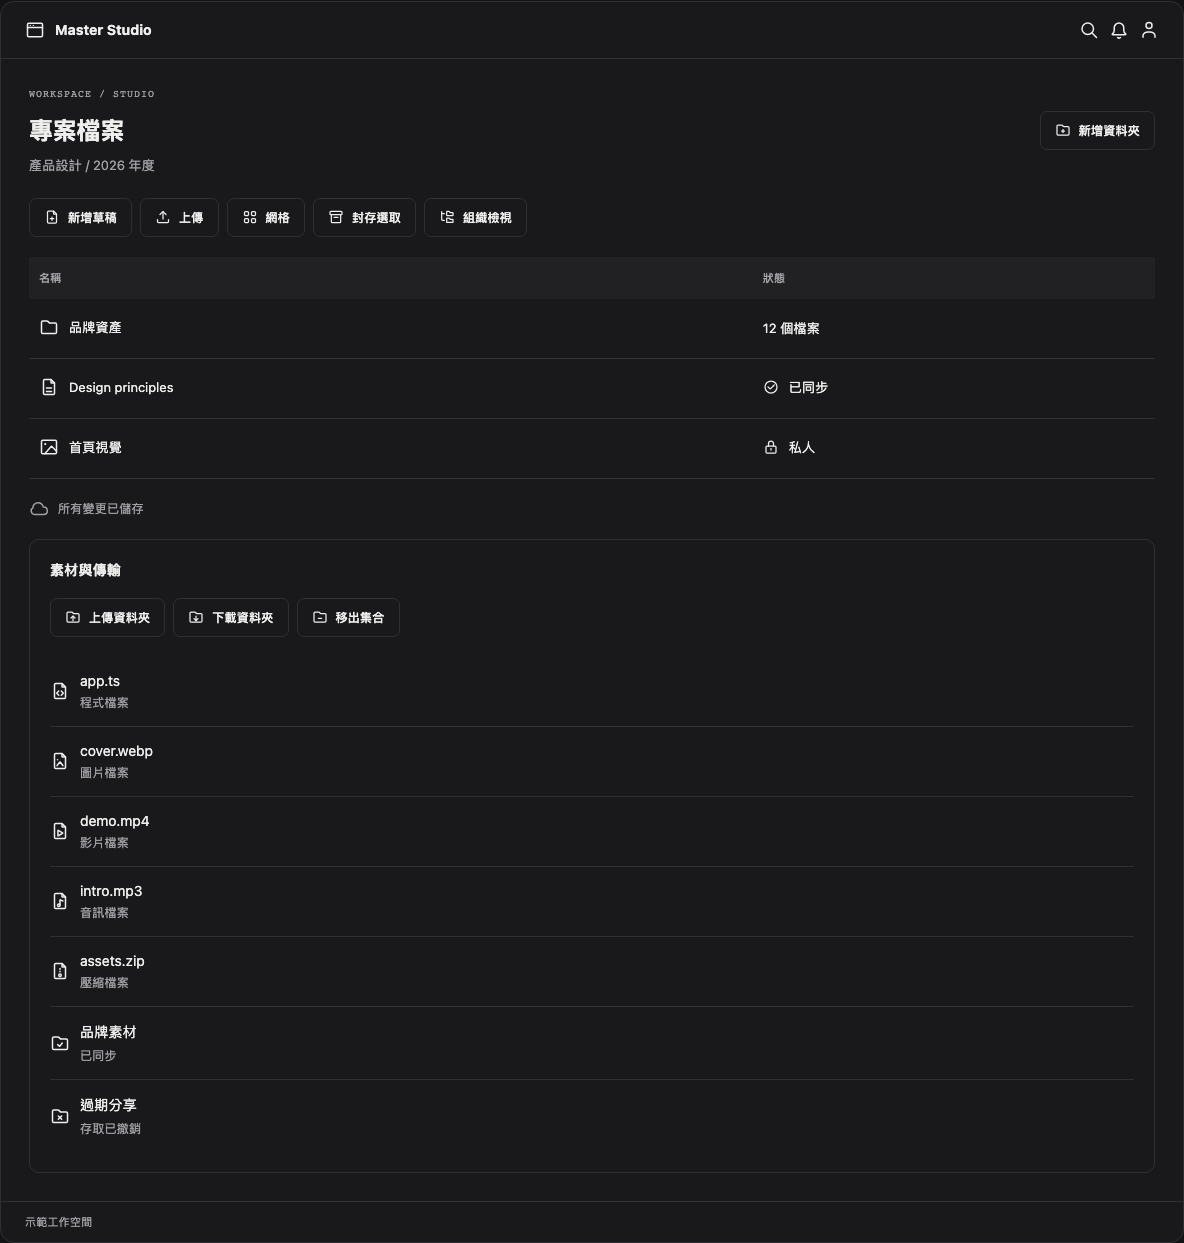 Master Studio
WORKSPACE / STUDIO
專案檔案
新增資料夾
產品設計 / 2026 年度
新增草稿 上傳 網格 封存選取 組織檢視
名稱 狀態
品牌資產 12 個檔案
Design principles 已同步
首頁視覺 私人
所有變更已儲存
素材與傳輸
上傳資料夾 下載資料夾 移出集合
app.ts
程式檔案
cover.webp
圖片檔案
demo.mp4
影片檔案
intro.mp3
音訊檔案
assets.zip
壓縮檔案
品牌素材
已同步
過期分享
存取已撤銷
示範工作空間